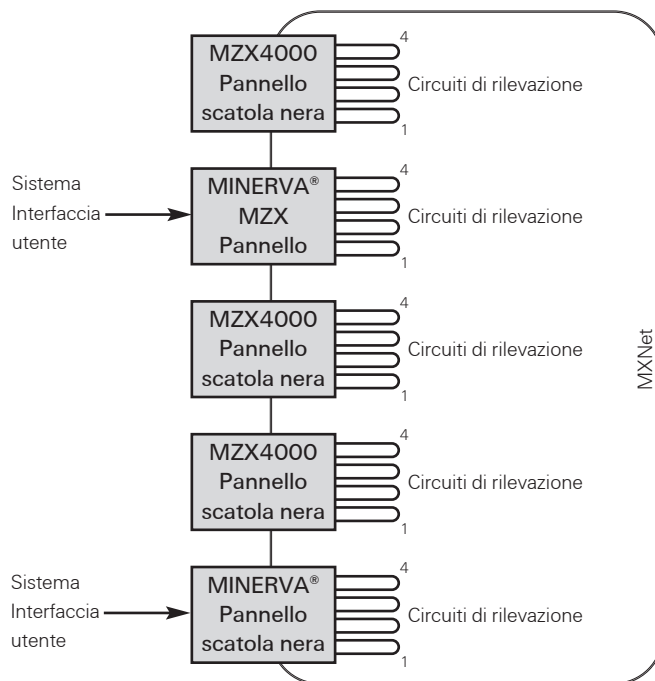 MZX4000
Pannello
scatola nera
4
Circuiti di rilevazione
1
Sistema
Interfaccia
utente
MINERVA®
MZX
Pannello
4
Circuiti di rilevazione
1
MZX4000
Pannello
scatola nera
4
Circuiti di rilevazione
1
MXNet
MZX4000
Pannello
scatola nera
4
Circuiti di rilevazione
1
Sistema
Interfaccia
utente
MINERVA®
Pannello
scatola nera
4
Circuiti di rilevazione
1